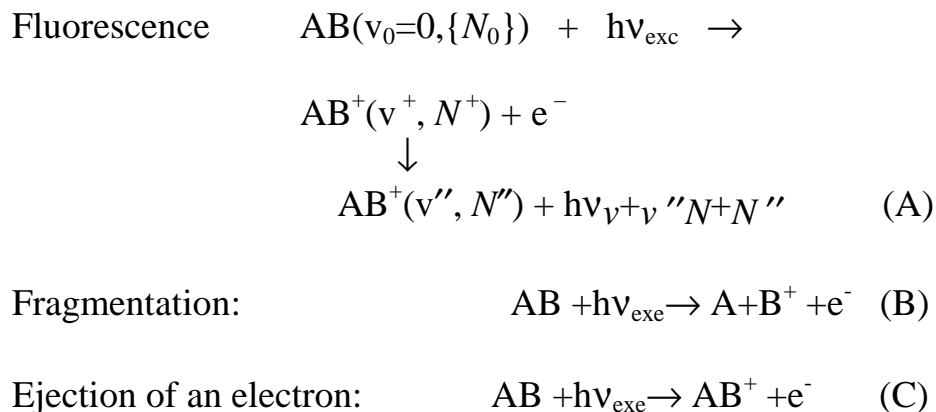 Fluorescence AB(v₀=0,{N₀}) + hν_exc →
AB⁺(v⁺, N⁺) + e⁻
↓
AB⁺(v″, N″) + hν_v+v ″N+N ″ (A)
Fragmentation: AB +hν_exe→ A+B⁺ +e⁻ (B)
Ejection of an electron: AB +hν_exe→ AB⁺ + e⁻ (C)